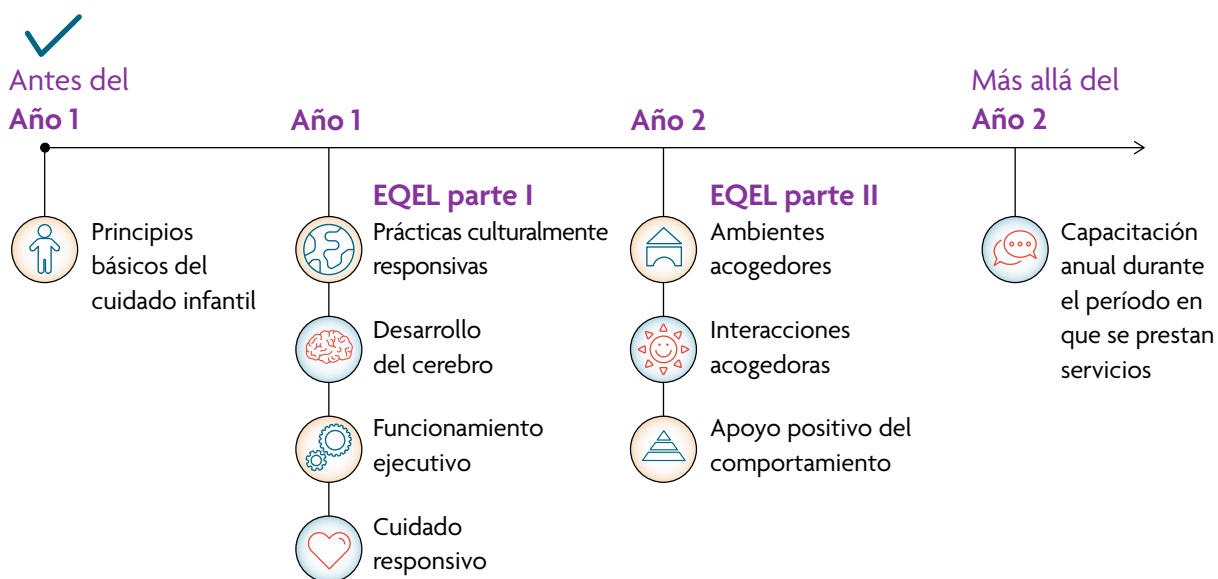 Antes del
Año 1
Principios
básicos del
cuidado infantil
Año 1
EQEL parte I
Prácticas culturalmente
responsivas
Desarrollo
del cerebro
Funcionamiento
ejecutivo
Cuidado
responsivo
Año 2
EQEL parte II
Ambientes
acogedores
Interacciones
acogedoras
Apoyo positivo del
comportamiento
Más allá del
Año 2
Capacitación
anual durante
el período en
que se prestan
servicios